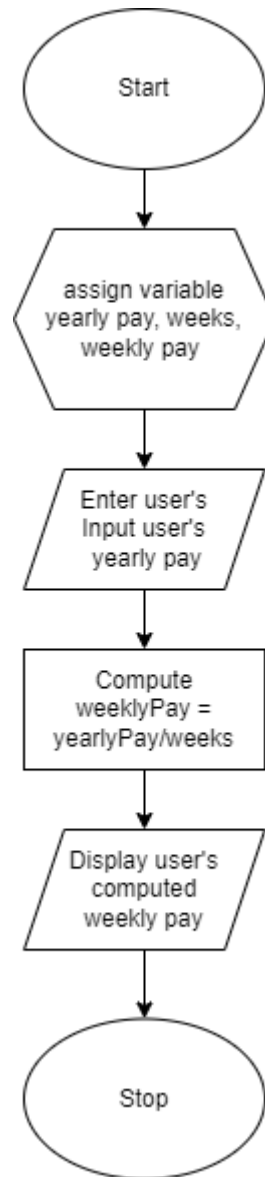 Start
assign variable
yearly pay, weeks,
weekly pay
Enter user's
Input user's
yearly pay
Compute
weeklyPay =
yearlyPay/weeks
Display user's
computed
weekly pay
Stop